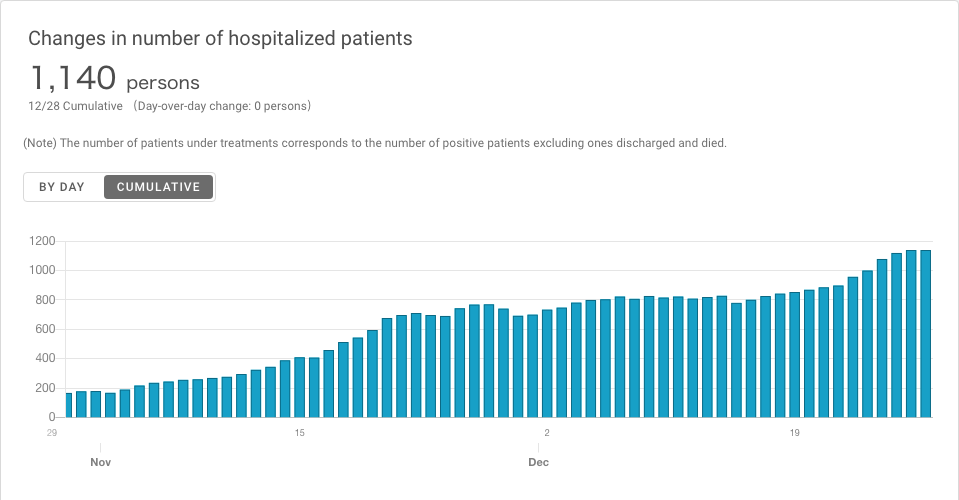 Changes in number of hospitalized patients
1,140 persons
12/28 Cumulative (Day-over-day change: 0 persons)
(Note) The number of patients under treatments corresponds to the number of positive patients excluding ones discharged and died.
BY DAY CUMULATIVE
1200
1000
800
600
400
200
0
29 15 2 19
Nov Dec